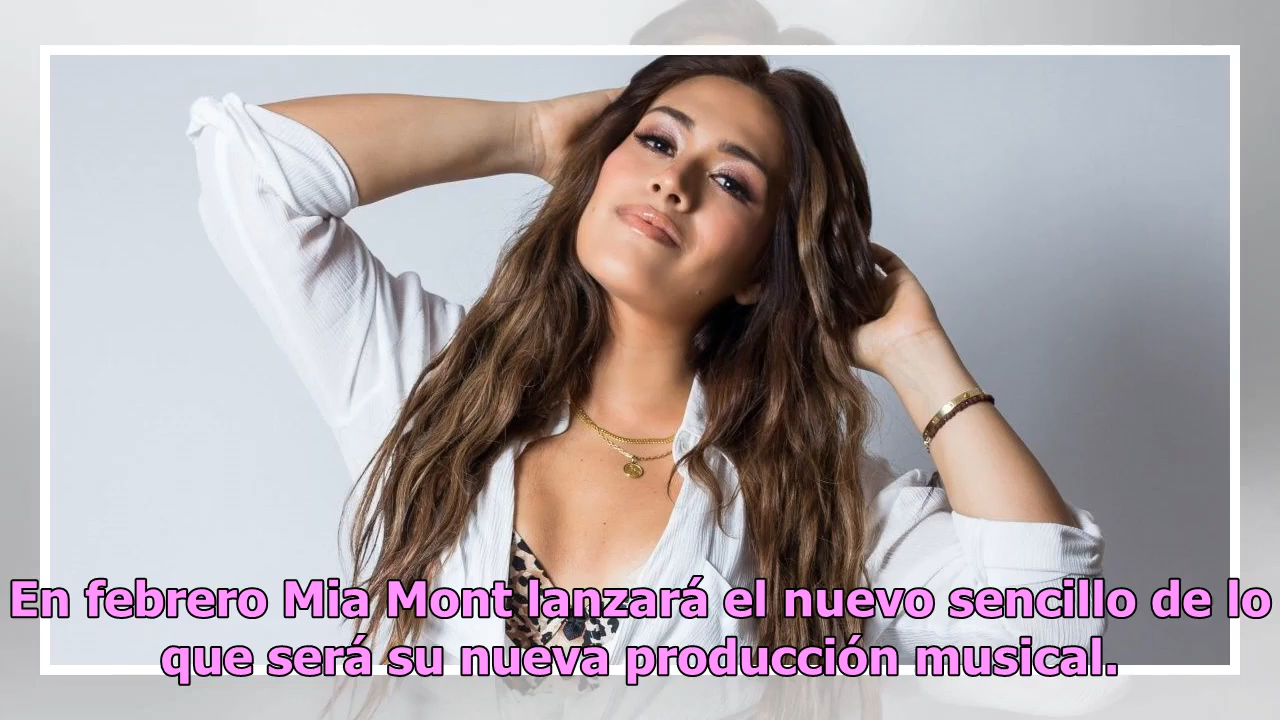 En febrero Mia Mont lanzará el nuevo sencillo de lo
que será su nueva producción musical.